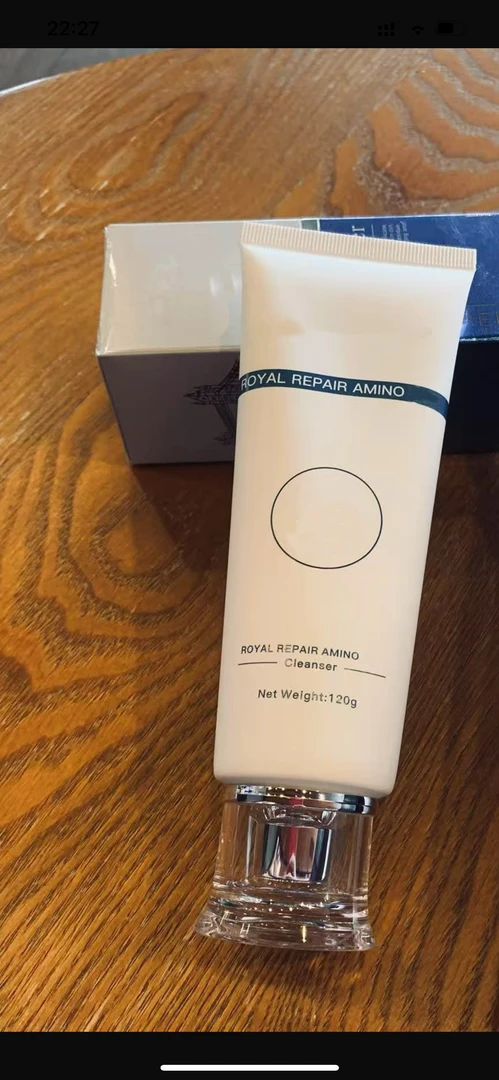 22:27
ROYAL REPAIR AMINO
ROYAL REPAIR AMINO
Cleanser
Net Weight:120g